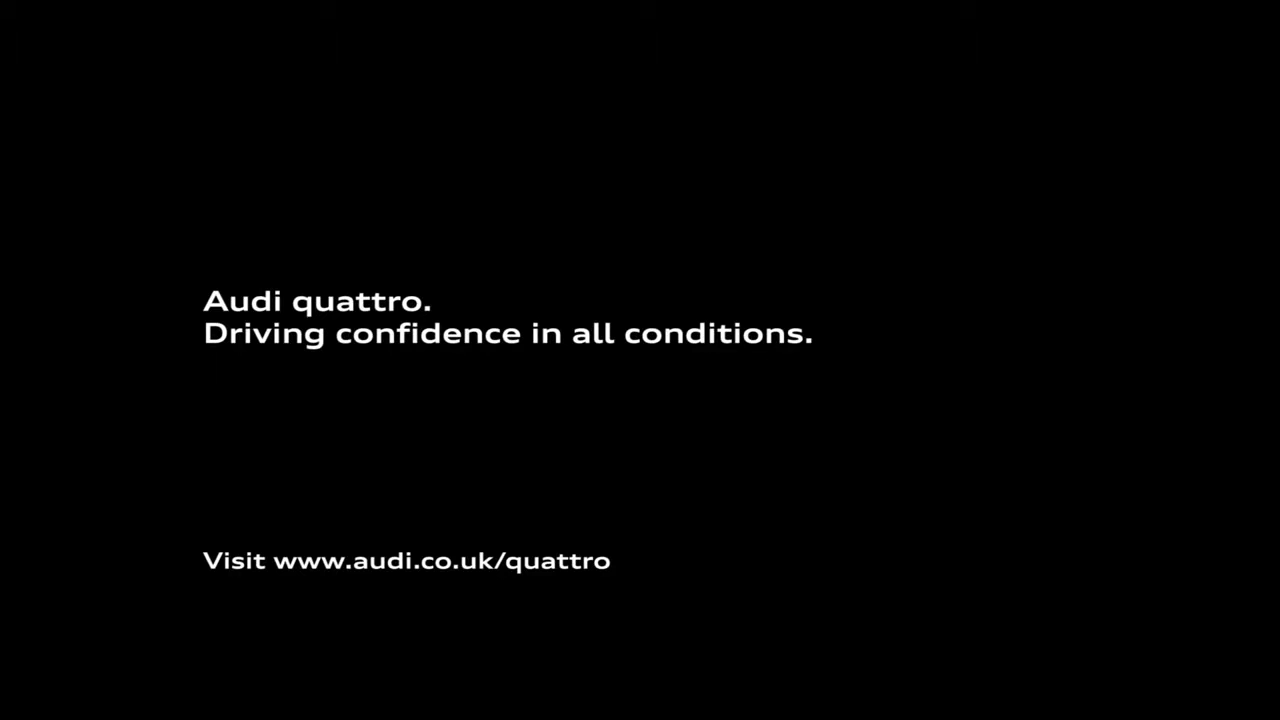 Audi quattro.
Driving confidence in all conditions.
Visit www.audi.co.uk/quattro